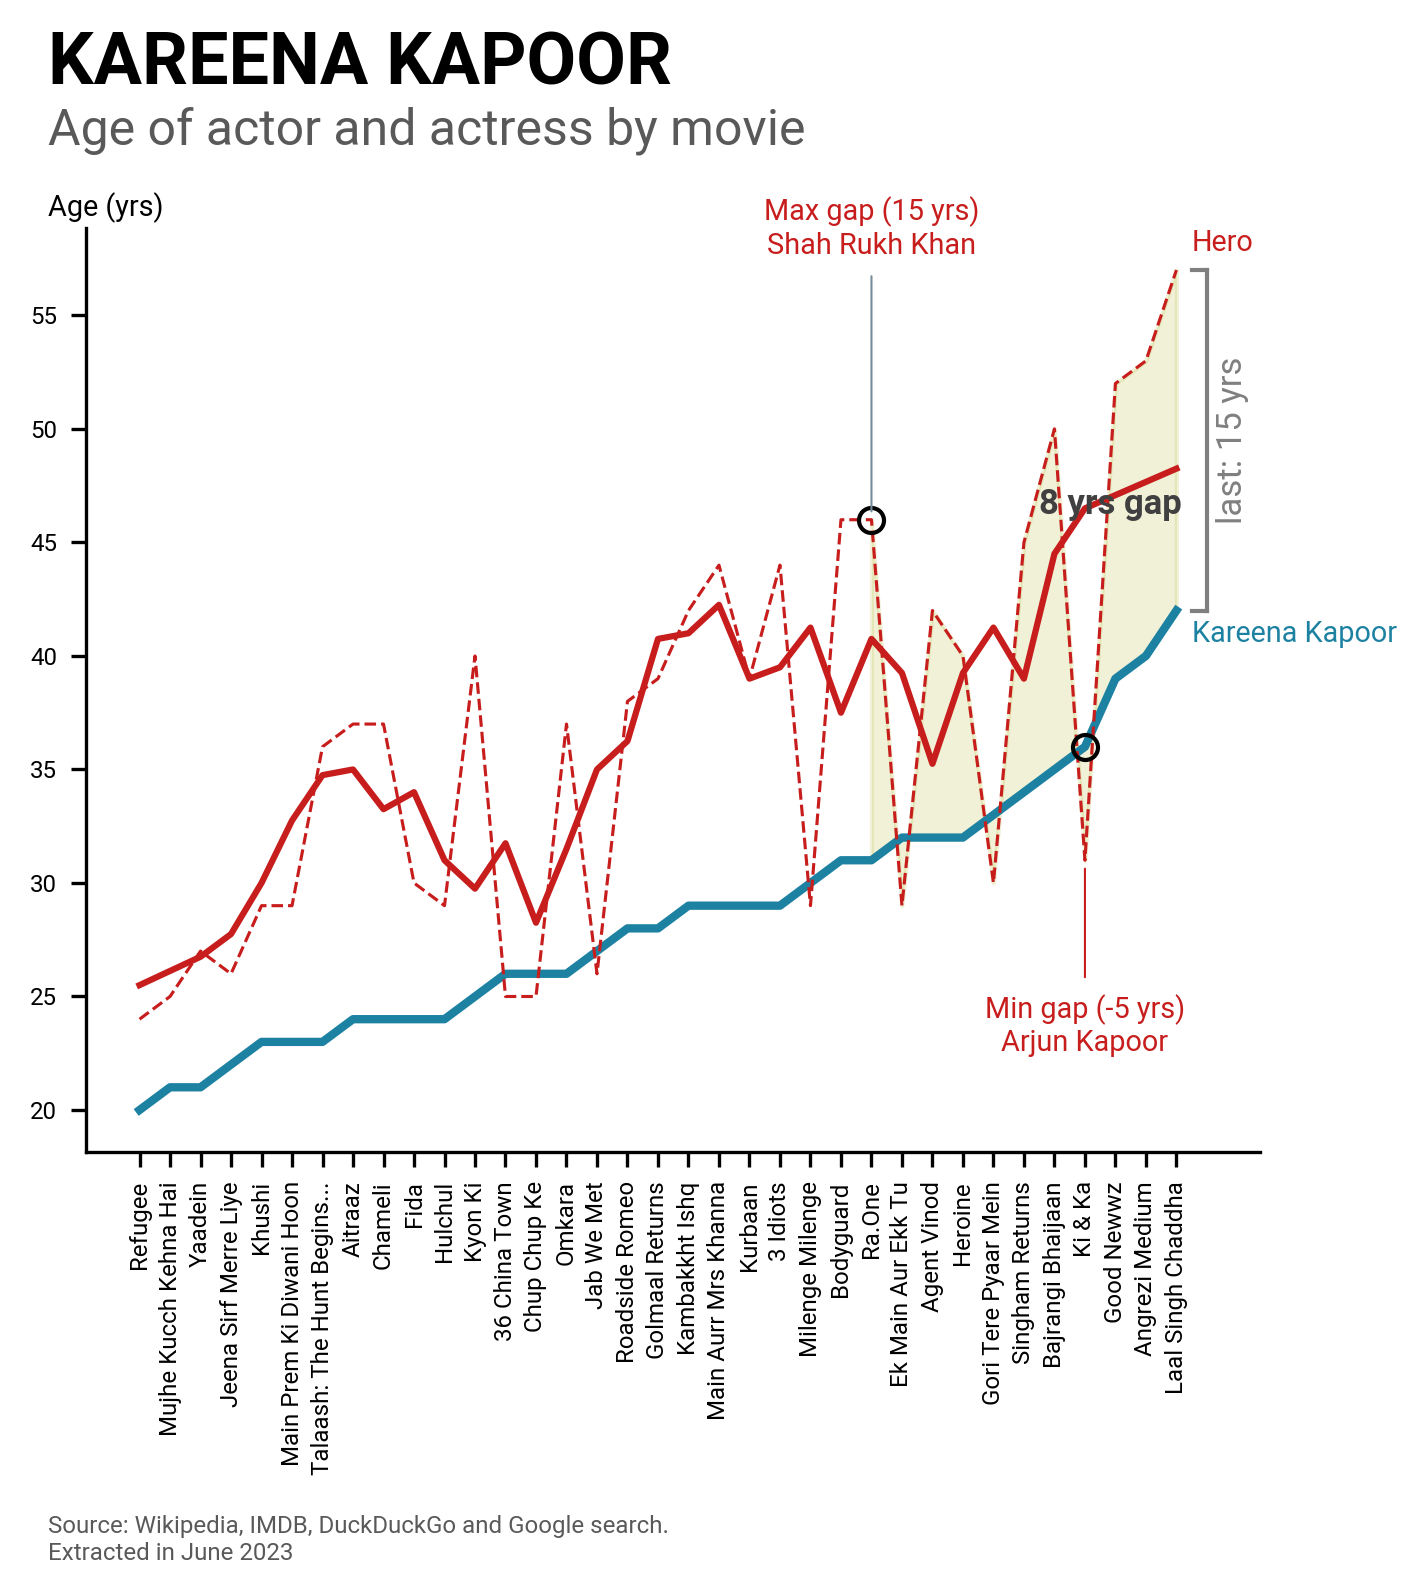 KAREENA KAPOOR
Age of actor and actress by movie
Age (yrs)
Max gap (15 yrs)
Shah Rukh Khan
Hero
55
50
45
40
35
30
25
20
last: 15 yrs
8 yrs gap
Kareena Kapoor
Min gap (-5 yrs)
Arjun Kapoor
Refugee
Mujhe Kucch Kehna Hai
Yaadein
Jeena Sirf Merre Liye
Khushi
Main Prem Ki Diwani Hoon
Talaash: The Hunt Begins...
Aitraaz
Chameli
Fida
Hulchul
Kyon Ki
36 China Town
Chup Chup Ke
Omkara
Jab We Met
Roadside Romeo
Golmaal Returns
Kambakkht Ishq
Main Aurr Mrs Khanna
Kurbaan
3 Idiots
Milenge Milenge
Bodyguard
Ra.One
Ek Main Aur Ekk Tu
Agent Vinod
Heroine
Gori Tere Pyaar Mein
Singham Returns
Bajrangi Bhaijaan
Ki & Ka
Good Newwz
Angrezi Medium
Laal Singh Chaddha
Source: Wikipedia, IMDB, DuckDuckGo and Google search.
Extracted in June 2023